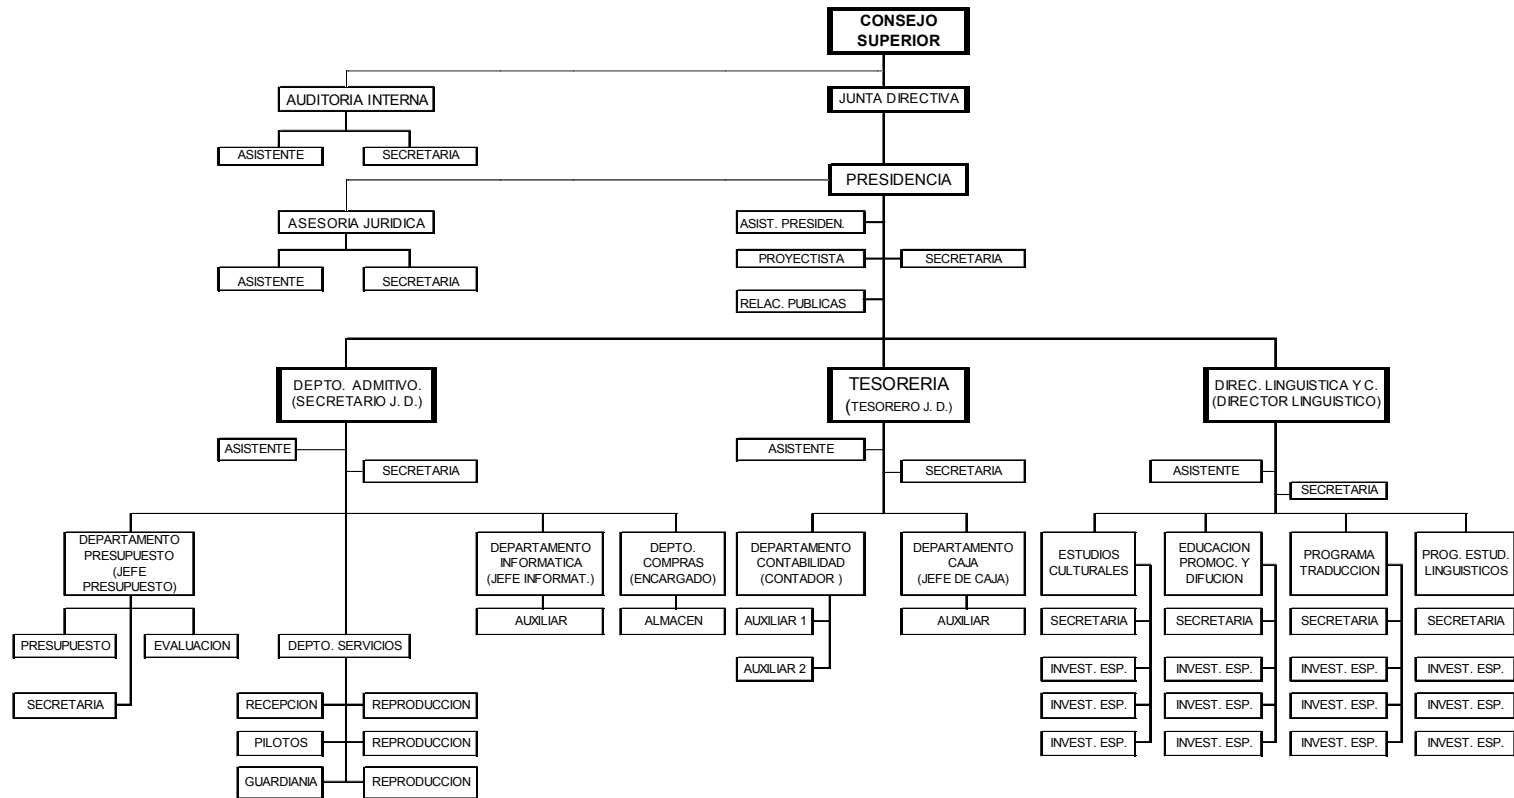 CONSEJO
SUPERIOR
AUDITORIA INTERNA
JUNTA DIRECTIVA
ASISTENTE
SECRETARIA
PRESIDENCIA
ASESORIA JURIDICA
ASIST. PRESIDEN.
PROYECTISTA
SECRETARIA
ASISTENTE
SECRETARIA
RELAC. PUBLICAS
DEPTO. ADMITIVO.
(SECRETARIO J. D.)
TESORERIA
(TESORERO J. D.)
DIREC. LINGUISTICA Y C.
(DIRECTOR LINGUISTICO)
ASISTENTE
SECRETARIA
ASISTENTE
SECRETARIA
ASISTENTE
SECRETARIA
DEPARTAMENTO
PRESUPUESTO
(JEFE
PRESUPUESTO)
DEPARTAMENTO
INFORMATICA
(JEFE INFORMAT.)
DEPTO.
COMPRAS
(ENCARGADO)
DEPARTAMENTO
CONTABILIDAD
(CONTADOR )
DEPARTAMENTO
CAJA
(JEFE DE CAJA)
ESTUDIOS
CULTURALES
EDUCACION
PROMOC. Y
DIFUCION
PROGRAMA
TRADUCCION
PROG. ESTUD.
LINGUISTICOS
AUXILIAR
ALMACEN
AUXILIAR 1
AUXILIAR
SECRETARIA
SECRETARIA
SECRETARIA
SECRETARIA
PRESUPUESTO
EVALUACION
DEPTO. SERVICIOS
AUXILIAR 2
INVEST. ESP.
INVEST. ESP.
INVEST. ESP.
INVEST. ESP.
SECRETARIA
RECEPCION
REPRODUCCION
INVEST. ESP.
INVEST. ESP.
INVEST. ESP.
INVEST. ESP.
PILOTOS
REPRODUCCION
INVEST. ESP.
INVEST. ESP.
INVEST. ESP.
INVEST. ESP.
GUARDIANIA
REPRODUCCION